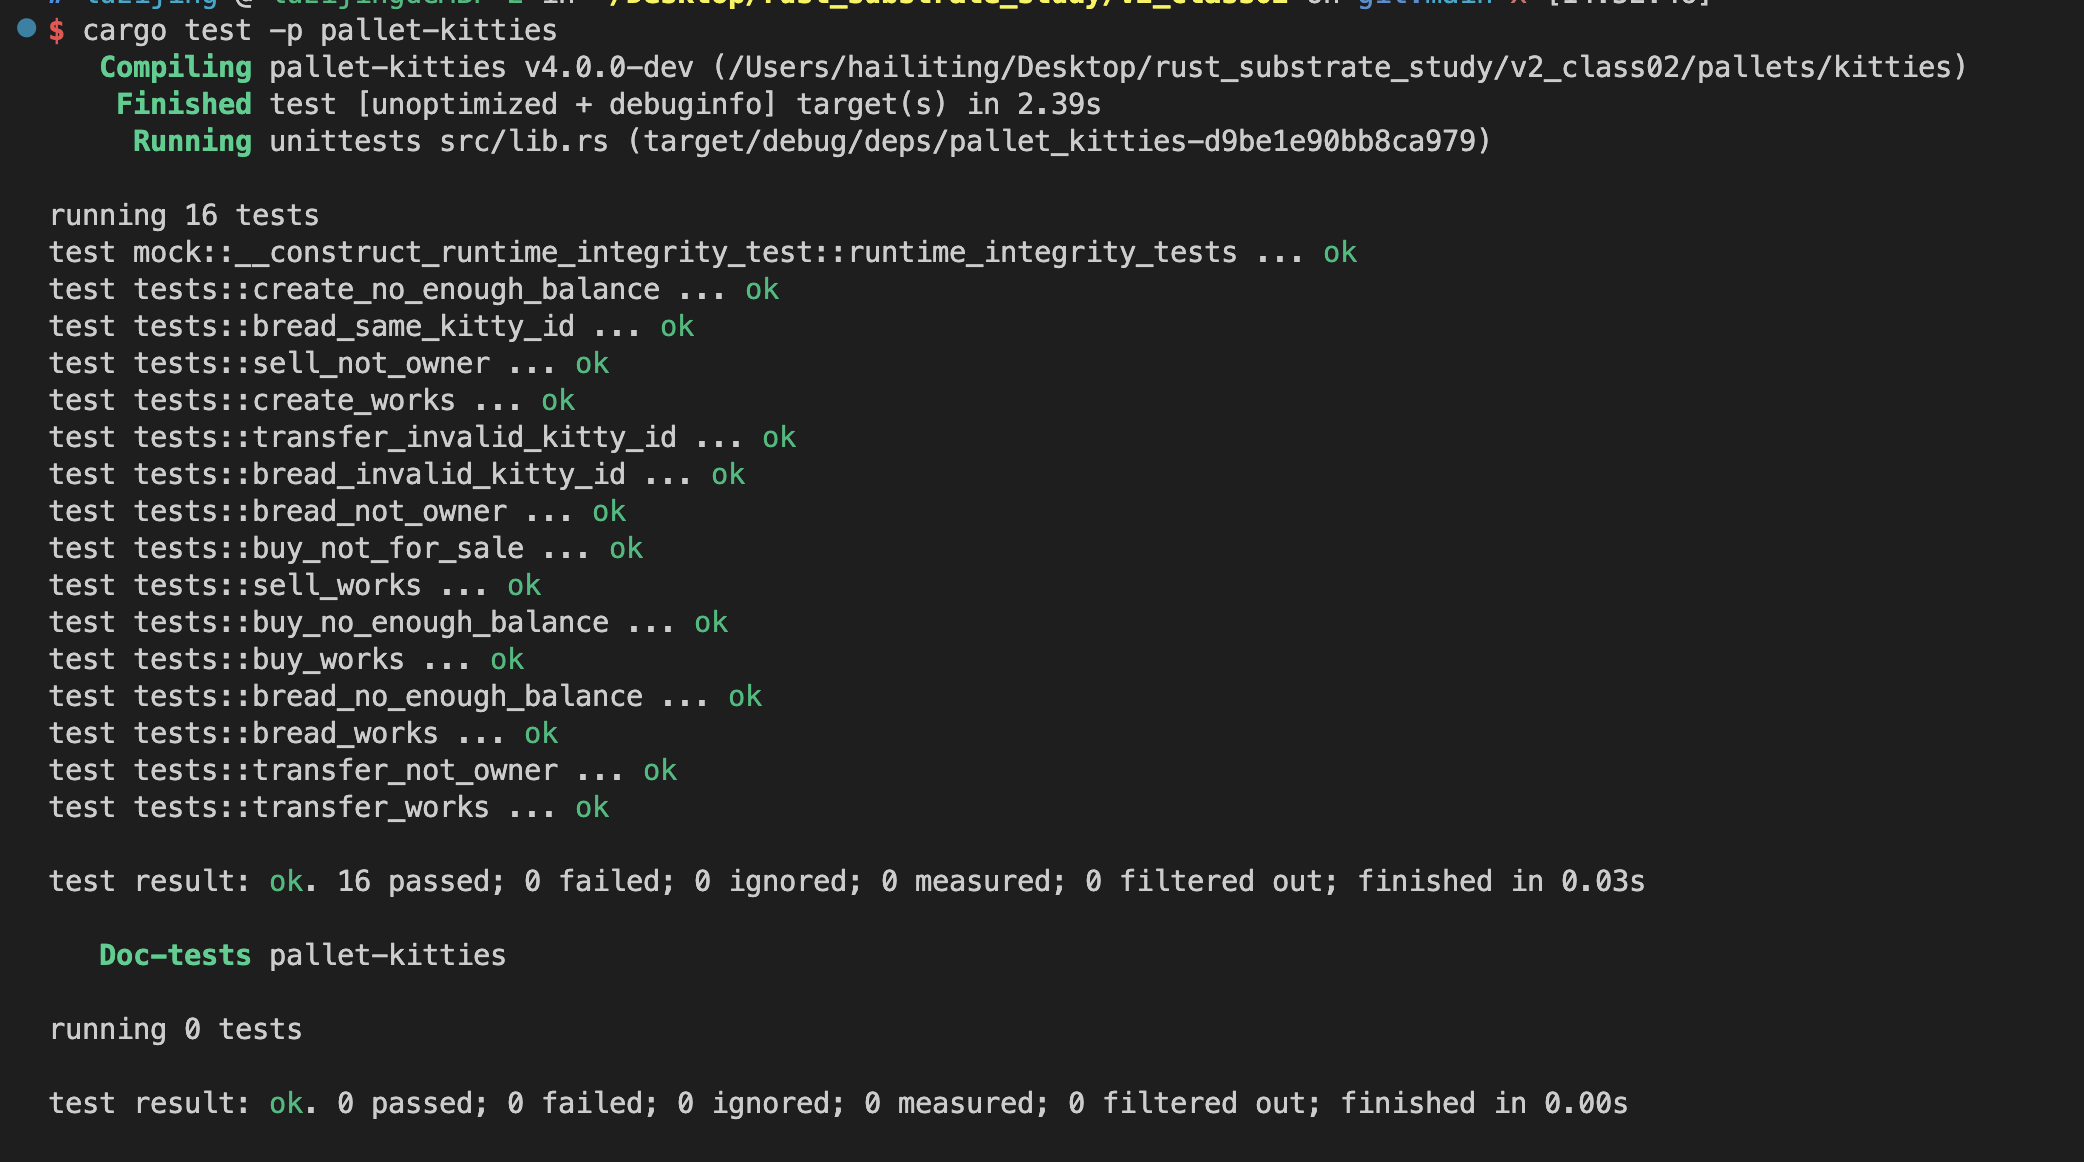 $ cargo test -p pallet-kitties
Compiling pallet-kitties v4.0.0-dev (/Users/hailiting/Desktop/rust_substrate_study/v2_class02/pallets/kitties)
Finished test [unoptimized + debuginfo] target(s) in 2.39s
Running unittests src/lib.rs (target/debug/deps/pallet_kitties-d9be1e90bb8ca979)
running 16 tests
test mock::__construct_runtime_integrity_test::runtime_integrity_tests ... ok
test tests::create_no_enough_balance ... ok
test tests::bread_same_kitty_id ... ok
test tests::sell_not_owner ... ok
test tests::create_works ... ok
test tests::transfer_invalid_kitty_id ... ok
test tests::bread_invalid_kitty_id ... ok
test tests::bread_not_owner ... ok
test tests::buy_not_for_sale ... ok
test tests::sell_works ... ok
test tests::buy_no_enough_balance ... ok
test tests::buy_works ... ok
test tests::bread_no_enough_balance ... ok
test tests::bread_works ... ok
test tests::transfer_not_owner ... ok
test tests::transfer_works ... ok
test result: ok. 16 passed; 0 failed; 0 ignored; 0 measured; 0 filtered out; finished in 0.03s
Doc-tests pallet-kitties
running 0 tests
test result: ok. 0 passed; 0 failed; 0 ignored; 0 measured; 0 filtered out; finished in 0.00s